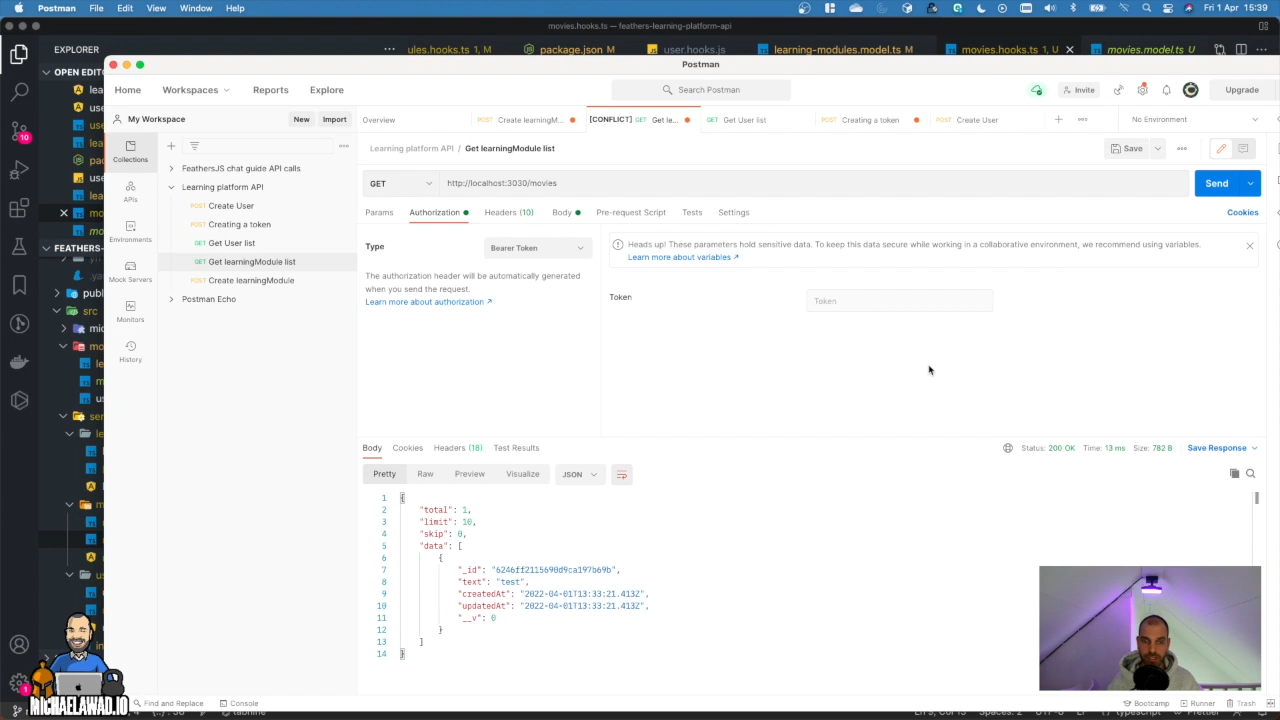 Postman File Edit View Window Help
Fri 1 Apr 15:39
movies.hooks.ts — feathers-learning-platform-api
EXPLORER
ules.hooks.ts 1, M
package.json M
user.hook.js
learning-modules.model.ts M
movies.hooks.ts 1, U
movies.model.ts U
OPEN EDIT
Postman
Home
Workspaces
Reports
Explore
Search Postman
Invite
Upgrade
My Workspace
New
Import
Overview
POST Create learningM...
[CONFLICT] GET Get le...
GET Get User list
POST Creating a token
POST Create User
No Environment
10
Collections
APIs
Environments
Mock Servers
Monitors
History
FeathersJS chat guide API calls
Learning platform API
POST Create User
POST Creating a token
GET Get User list
GET Get learningModule list
POST Create learningModule
Postman Echo
FEATHERS-
src
Learning platform API / Get learningModule list
Save
GET
http://localhost:3030/movies
Send
Params
Authorization
Headers (10)
Body
Pre-request Script
Tests
Settings
Cookies
Type
Bearer Token
Heads up! These parameters hold sensitive data. To keep this data secure while working in a collaborative environment, we recommend using variables.
Learn more about variables ↗
The authorization header will be automatically generated
when you send the request.
Learn more about authorization ↗
Token
Token
Body
Cookies
Headers (18)
Test Results
Status: 200 OK
Time: 13 ms
Size: 782 B
Save Response
Pretty
Raw
Preview
Visualize
JSON
1 {
2 "total": 1,
3 "limit": 10,
4 "skip": 0,
5 "data": [
6 {
7 "_id": "6246ff2115690d9ca197b69b",
8 "text": "test",
9 "createdAt": "2022-04-01T13:33:21.413Z",
10 "updatedAt": "2022-04-01T13:33:21.413Z",
11 "__v": 0
12 }
13 ]
14 }
1
MICHAELAWAD.IO
Find and Replace
Console
Bootcamp
Runner
Trash